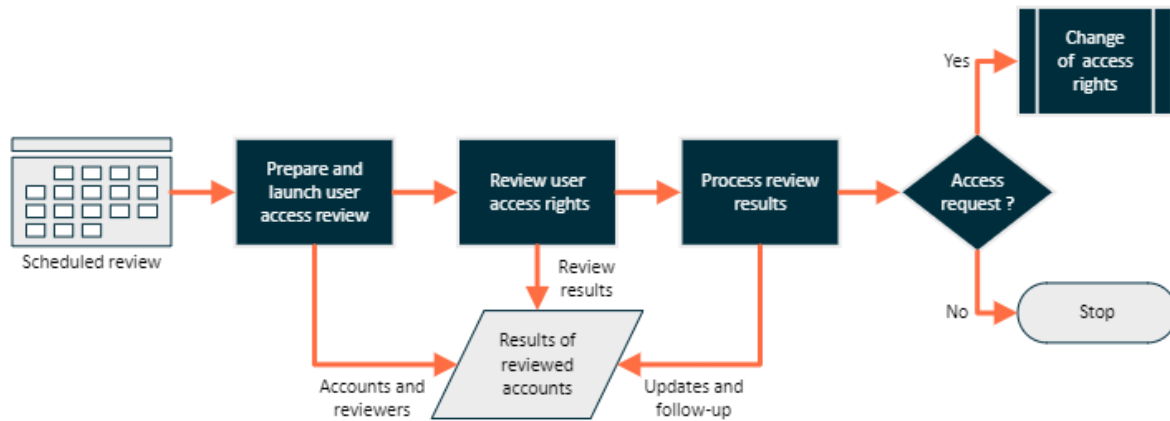 Change
of access
rights
Yes
Prepare and
launch user
access review
Review user
access rights
Process review
results
Access
request ?
Scheduled review
Review
results
No
Stop
Results of
reviewed
accounts
Accounts and
reviewers
Updates and
follow-up